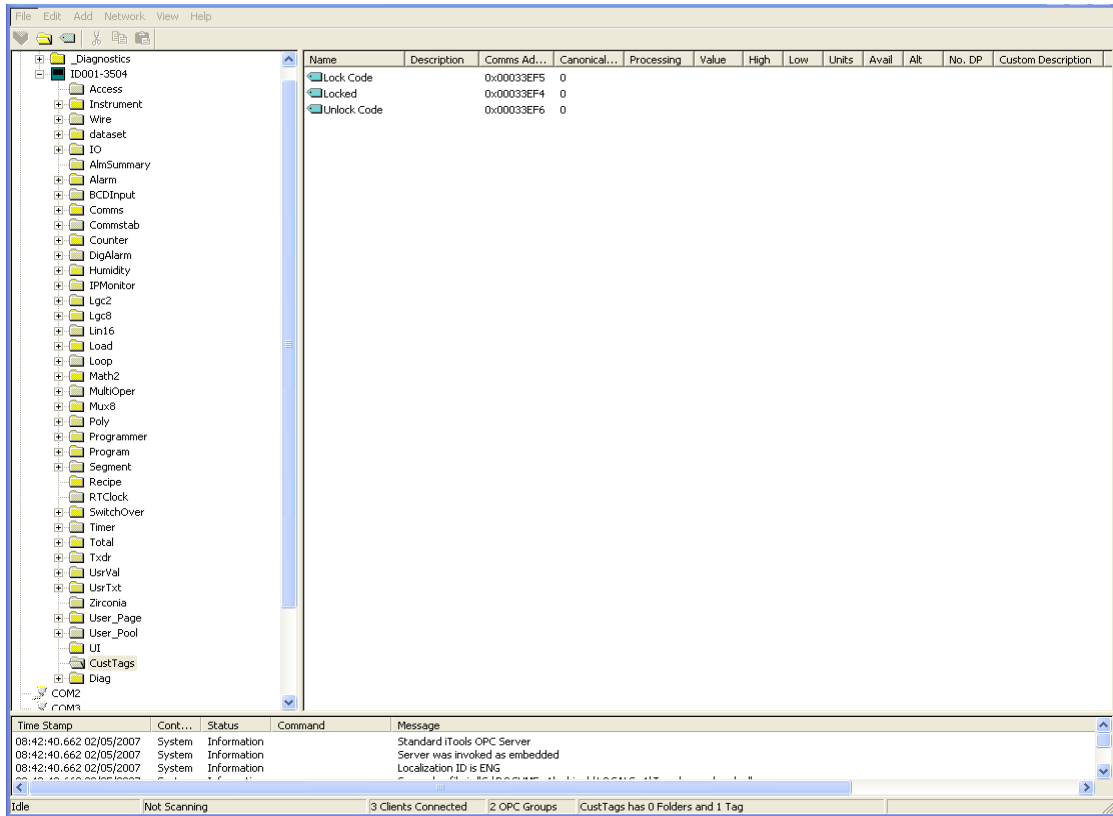 File Edit Add Network View Help
_Diagnostics
ID001-3504
Access
Instrument
Wire
dataset
IO
AlmSummary
Alarm
BCDInput
Comms
Commstab
Counter
DigAlarm
Humidity
IPMonitor
Lgc2
Lgc8
Lin16
Load
Loop
Math2
MultiOper
Mux8
Poly
Programmer
Program
Segment
Recipe
RTClock
SwitchOver
Timer
Total
Txdr
UsrVal
UsrTxt
Zirconia
User_Page
User_Pool
UI
CustTags
Diag
COM2
COM3
Name Description Comms Ad... Canonical... Processing Value High Low Units Avail Alt No. DP Custom Description
Lock Code 0x00033EF5 0
Locked 0x00033EF4 0
Unlock Code 0x00033EF6 0
Time Stamp Cont... Status Command Message
08:42:40.662 02/05/2007 System Information Standard iTools OPC Server
08:42:40.662 02/05/2007 System Information Server was invoked as embedded
08:42:40.662 02/05/2007 System Information Localization ID is ENG
Idle Not Scanning 3 Clients Connected 2 OPC Groups CustTags has 0 Folders and 1 Tag